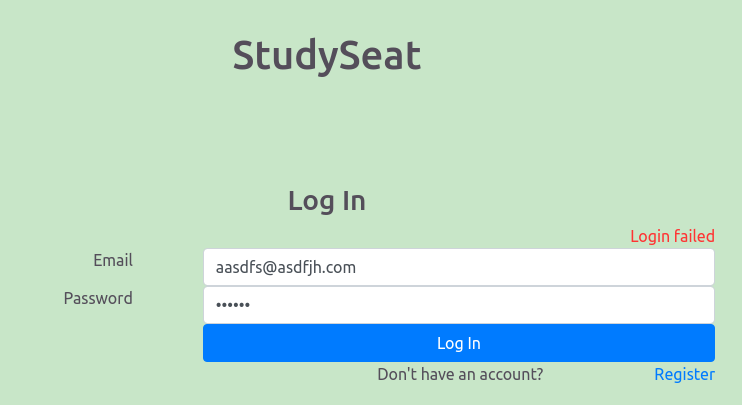 StudySeat
Log In
Login failed
Email aasdfs@asdfjh.com
Password ••••••
Log In
Don't have an account? Register